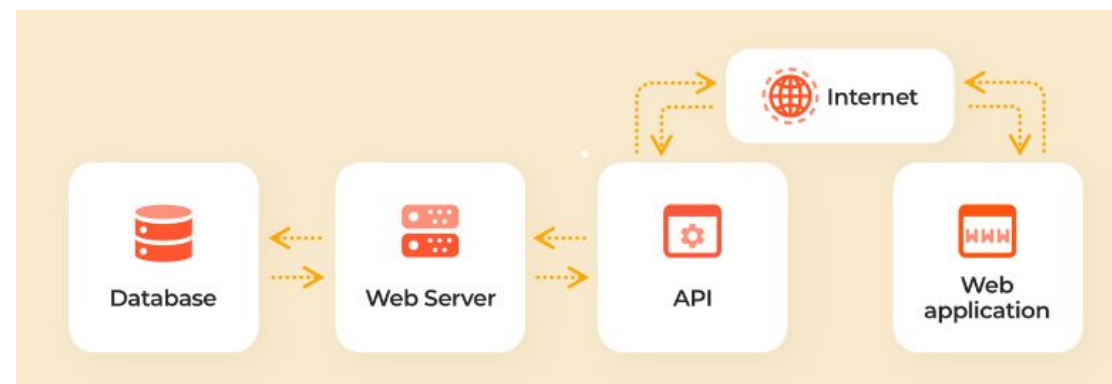 Internet
Database
Web Server
API
WWW
Web
application